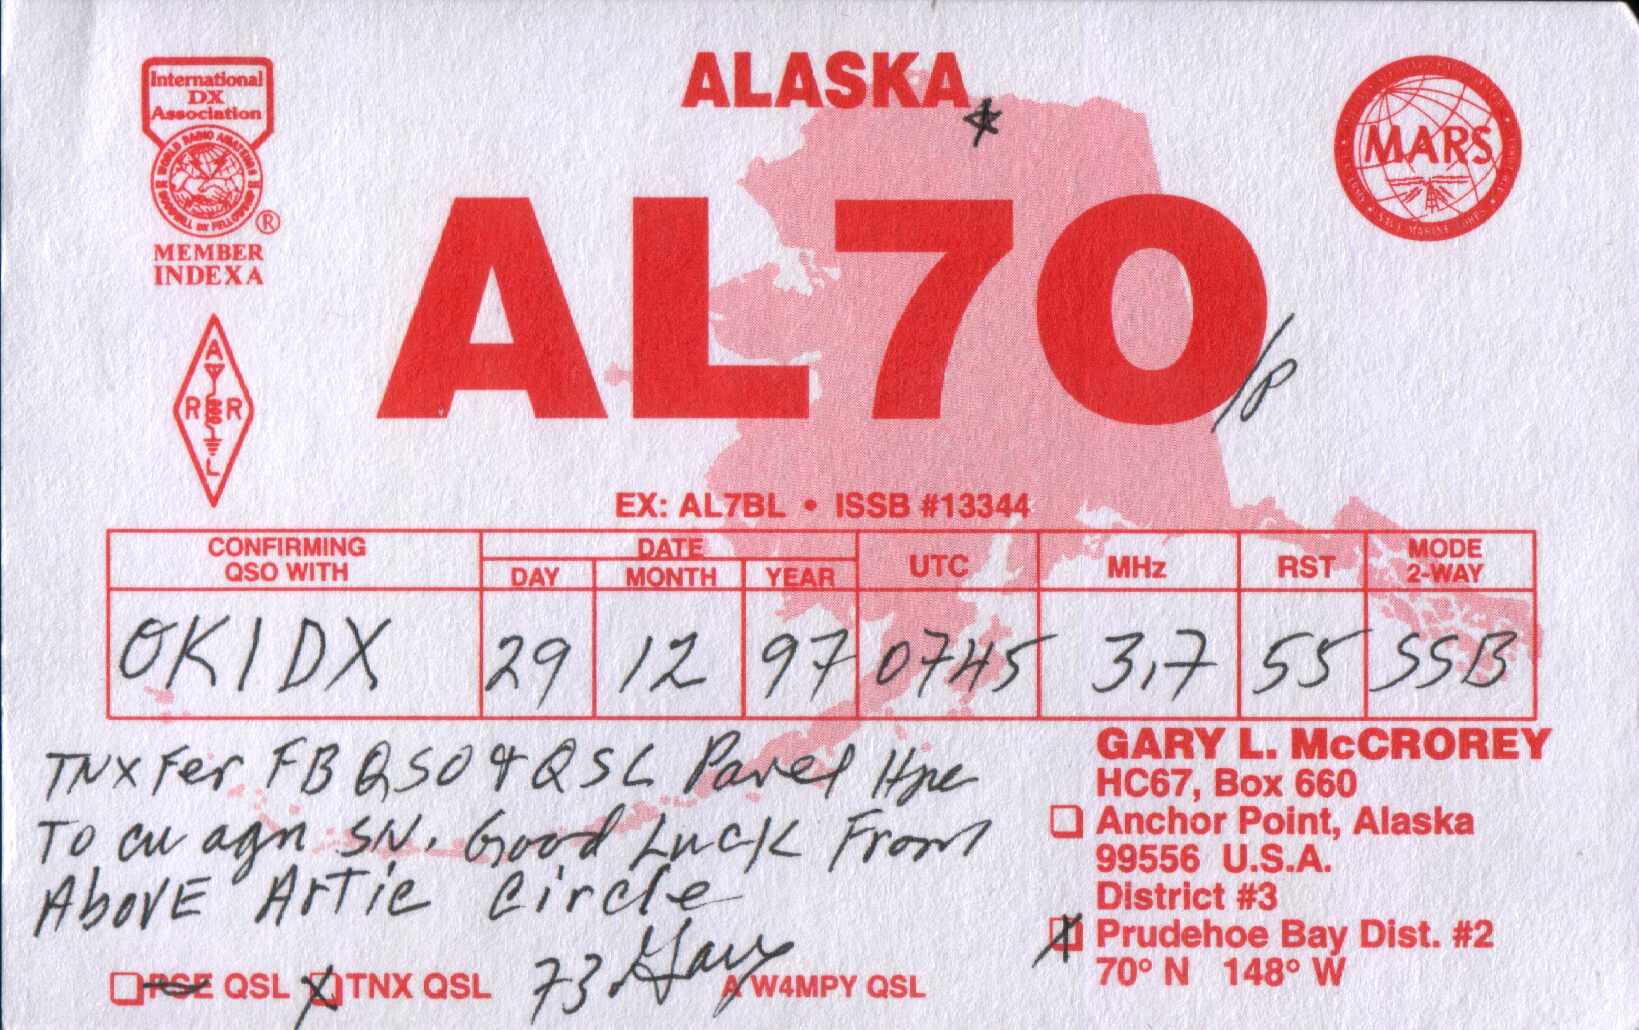 ALASKA
International
DX
Association
WORLD RADIO AMATEURS
®
MEMBER
INDEXA
MARS
AL7O /P
A
R R
L
EX: AL7BL • ISSB #13344
CONFIRMING QSO WITH
DATE
DAY MONTH YEAR
UTC
MHz
RST
MODE 2-WAY
OK1DX 29 12 97 0745 3,7 55 SSB
TNX Fer FB QSO & QSL Pavel Hpe
To cu agn SN. Good Luck From
Above Artic Circle
73 Gary
PSE QSL TNX QSL
W4MPY QSL
GARY L. McCROREY
HC67, Box 660
Anchor Point, Alaska
99556 U.S.A.
District #3
Prudehoe Bay Dist. #2
70° N 148° W